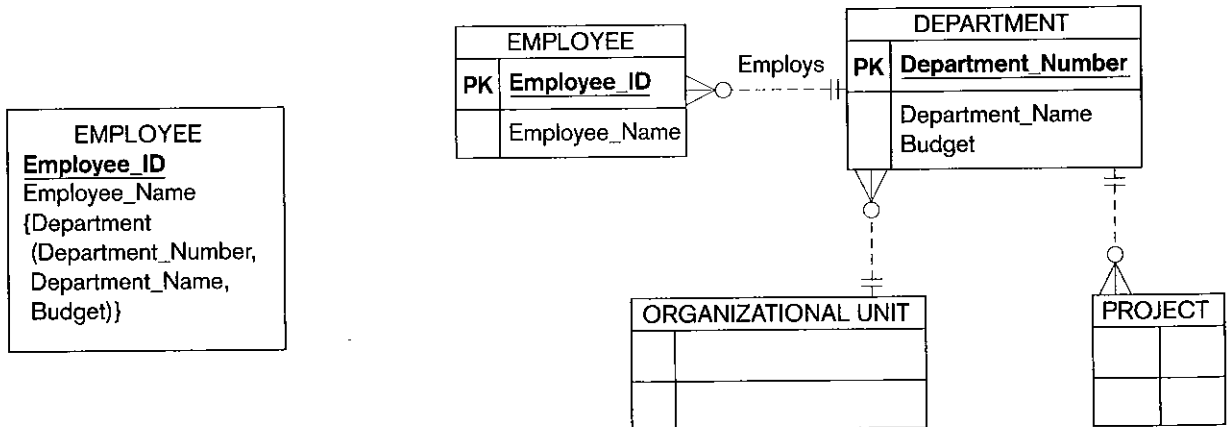 EMPLOYEE
Employee_ID
Employee_Name
{Department
(Department_Number,
Department_Name,
Budget)}
EMPLOYEE
PK Employee_ID
Employee_Name
Employs
DEPARTMENT
PK Department_Number
Department_Name
Budget
ORGANIZATIONAL UNIT
PROJECT